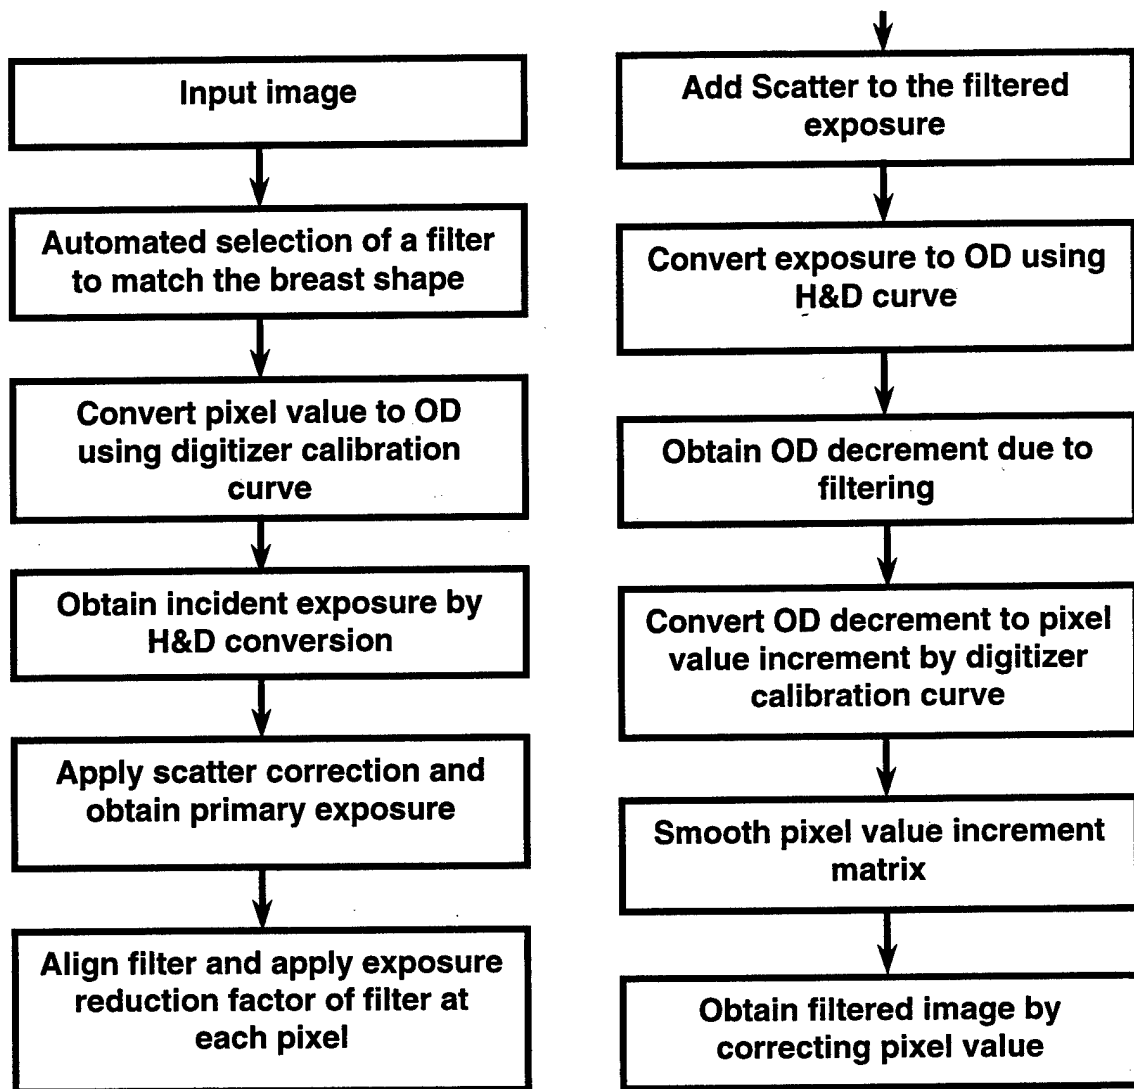 Input image
Automated selection of a filter
to match the breast shape
Convert pixel value to OD
using digitizer calibration
curve
Obtain incident exposure by
H&D conversion
Apply scatter correction and
obtain primary exposure
Align filter and apply exposure
reduction factor of filter at
each pixel
Add Scatter to the filtered
exposure
Convert exposure to OD using
H&D curve
Obtain OD decrement due to
filtering
Convert OD decrement to pixel
value increment by digitizer
calibration curve
Smooth pixel value increment
matrix
Obtain filtered image by
correcting pixel value